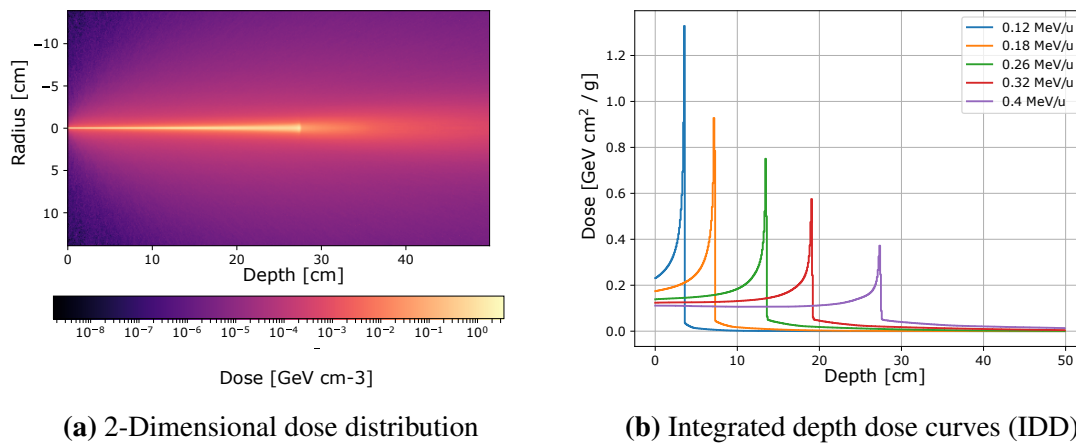 Radius [cm]
−10
−5
0
5
10
0
10
20
30
40
Depth [cm]
10⁻⁸
10⁻⁷
10⁻⁶
10⁻⁵
10⁻⁴
10⁻³
10⁻²
10⁻¹
10⁰
Dose [GeV cm-3]
(a) 2-Dimensional dose distribution
Dose [GeV cm² / g]
1.2
1.0
0.8
0.6
0.4
0.2
0.0
0
10
20
30
40
50
Depth [cm]
0.12 MeV/u
0.18 MeV/u
0.26 MeV/u
0.32 MeV/u
0.4 MeV/u
(b) Integrated depth dose curves (IDD)